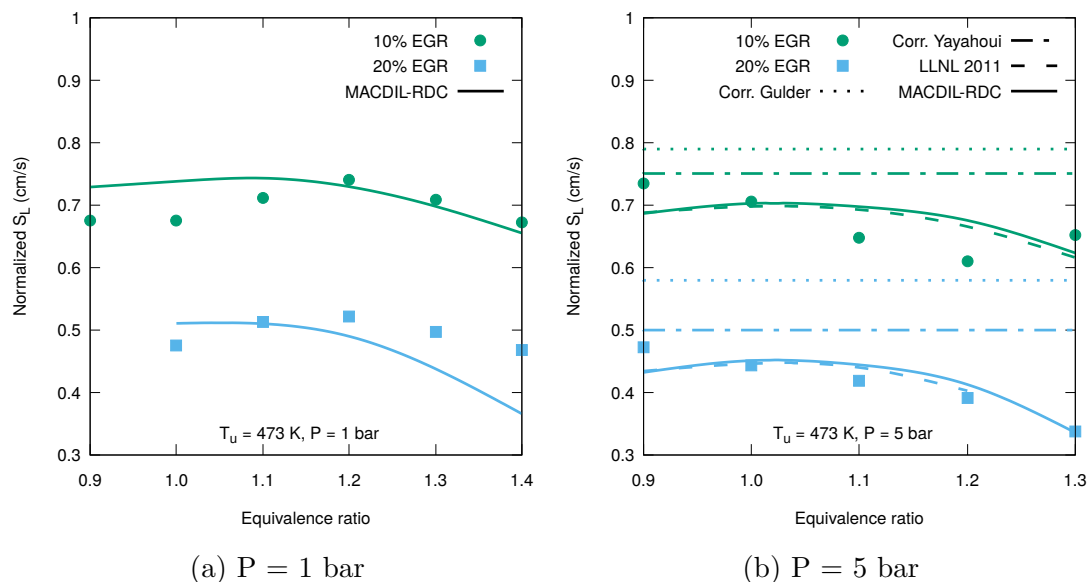 1
0.9
0.8
0.7
0.6
0.5
0.4
0.3
Normalized S_L (cm/s)
10% EGR
20% EGR
MACDIL-RDC
T_u = 473 K, P = 1 bar
0.9 1.0 1.1 1.2 1.3 1.4
Equivalence ratio
(a) P = 1 bar
1
0.9
0.8
0.7
0.6
0.5
0.4
0.3
Normalized S_L (cm/s)
10% EGR Corr. Yayahoui
20% EGR LLNL 2011
Corr. Gulder MACDIL-RDC
T_u = 473 K, P = 5 bar
0.9 1.0 1.1 1.2 1.3
Equivalence ratio
(b) P = 5 bar